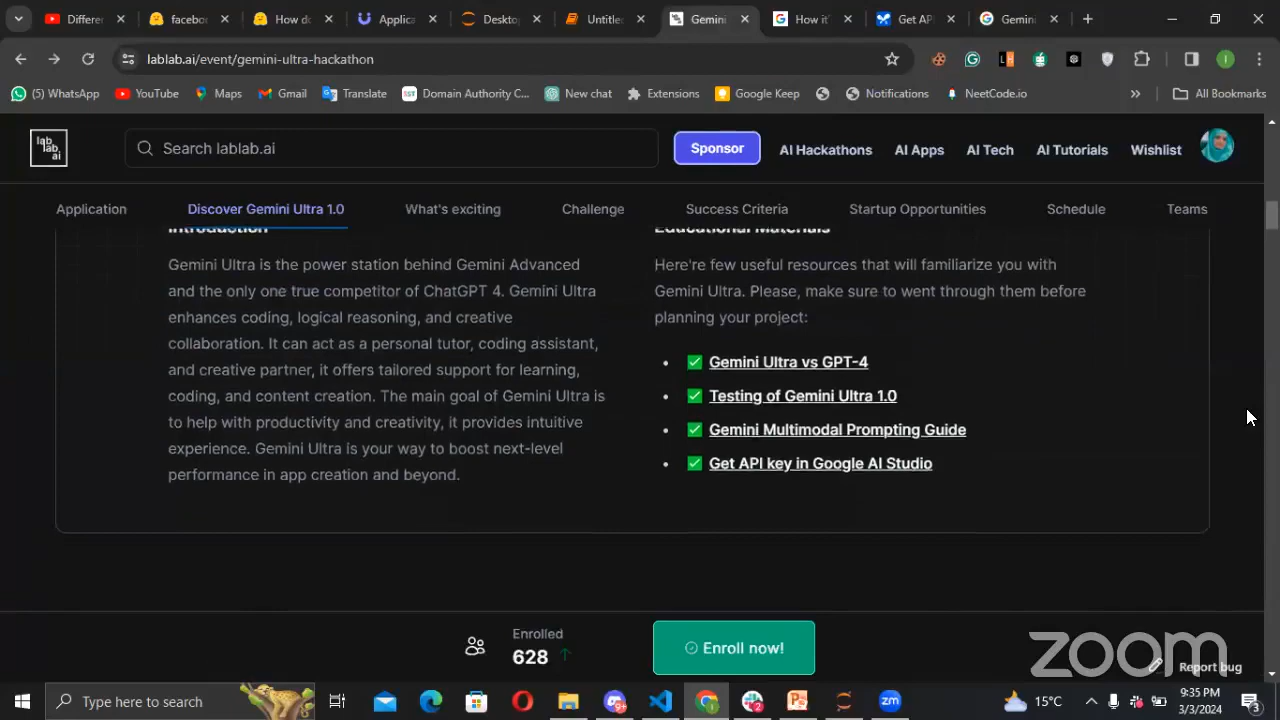 Differen
facebo
How do
Applica
Deskto
Untitle
Gemini
How it'
Get API
Gemin
lablab.ai/event/gemini-ultra-hackathon
(5) WhatsApp
YouTube
Maps
Gmail
Translate
SST
Domain Authority C...
New chat
Extensions
Google Keep
Notifications
NeetCode.io
»
All Bookmarks
lab lab ai
Search lablab.ai
Sponsor
AI Hackathons
AI Apps
AI Tech
AI Tutorials
Wishlist
Application
Discover Gemini Ultra 1.0
What's exciting
Challenge
Success Criteria
Startup Opportunities
Schedule
Teams
Introduction
Gemini Ultra is the power station behind Gemini Advanced
and the only one true competitor of ChatGPT 4. Gemini Ultra
enhances coding, logical reasoning, and creative
collaboration. It can act as a personal tutor, coding assistant,
and creative partner, it offers tailored support for learning,
coding, and content creation. The main goal of Gemini Ultra is
to help with productivity and creativity, it provides intuitive
experience. Gemini Ultra is your way to boost next-level
performance in app creation and beyond.
Educational Materials
Here're few useful resources that will familiarize you with
Gemini Ultra. Please, make sure to went through them before
planning your project:
Gemini Ultra vs GPT-4
Testing of Gemini Ultra 1.0
Gemini Multimodal Prompting Guide
Get API key in Google AI Studio
Enrolled
628
Enroll now!
zoom
Report bug
Type here to search
15°C
9:35 PM
3/3/2024